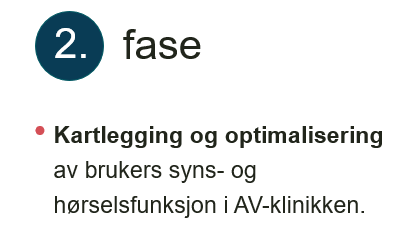 2. fase
• Kartlegging og optimalisering
av brukers syns- og
hørselsfunksjon i AV-klinikken.